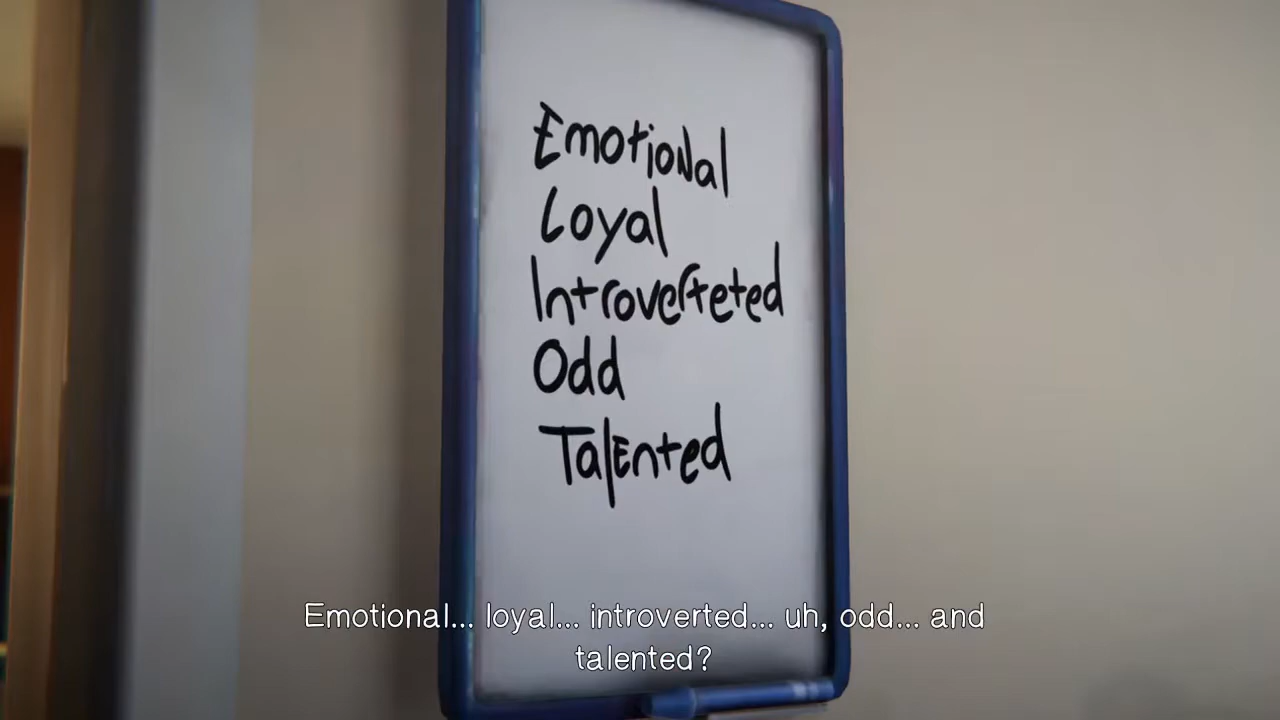 Emotional
Loyal
Introverteted
Odd
Talented
Emotional... loyal... introverted... uh, odd... and
talented?